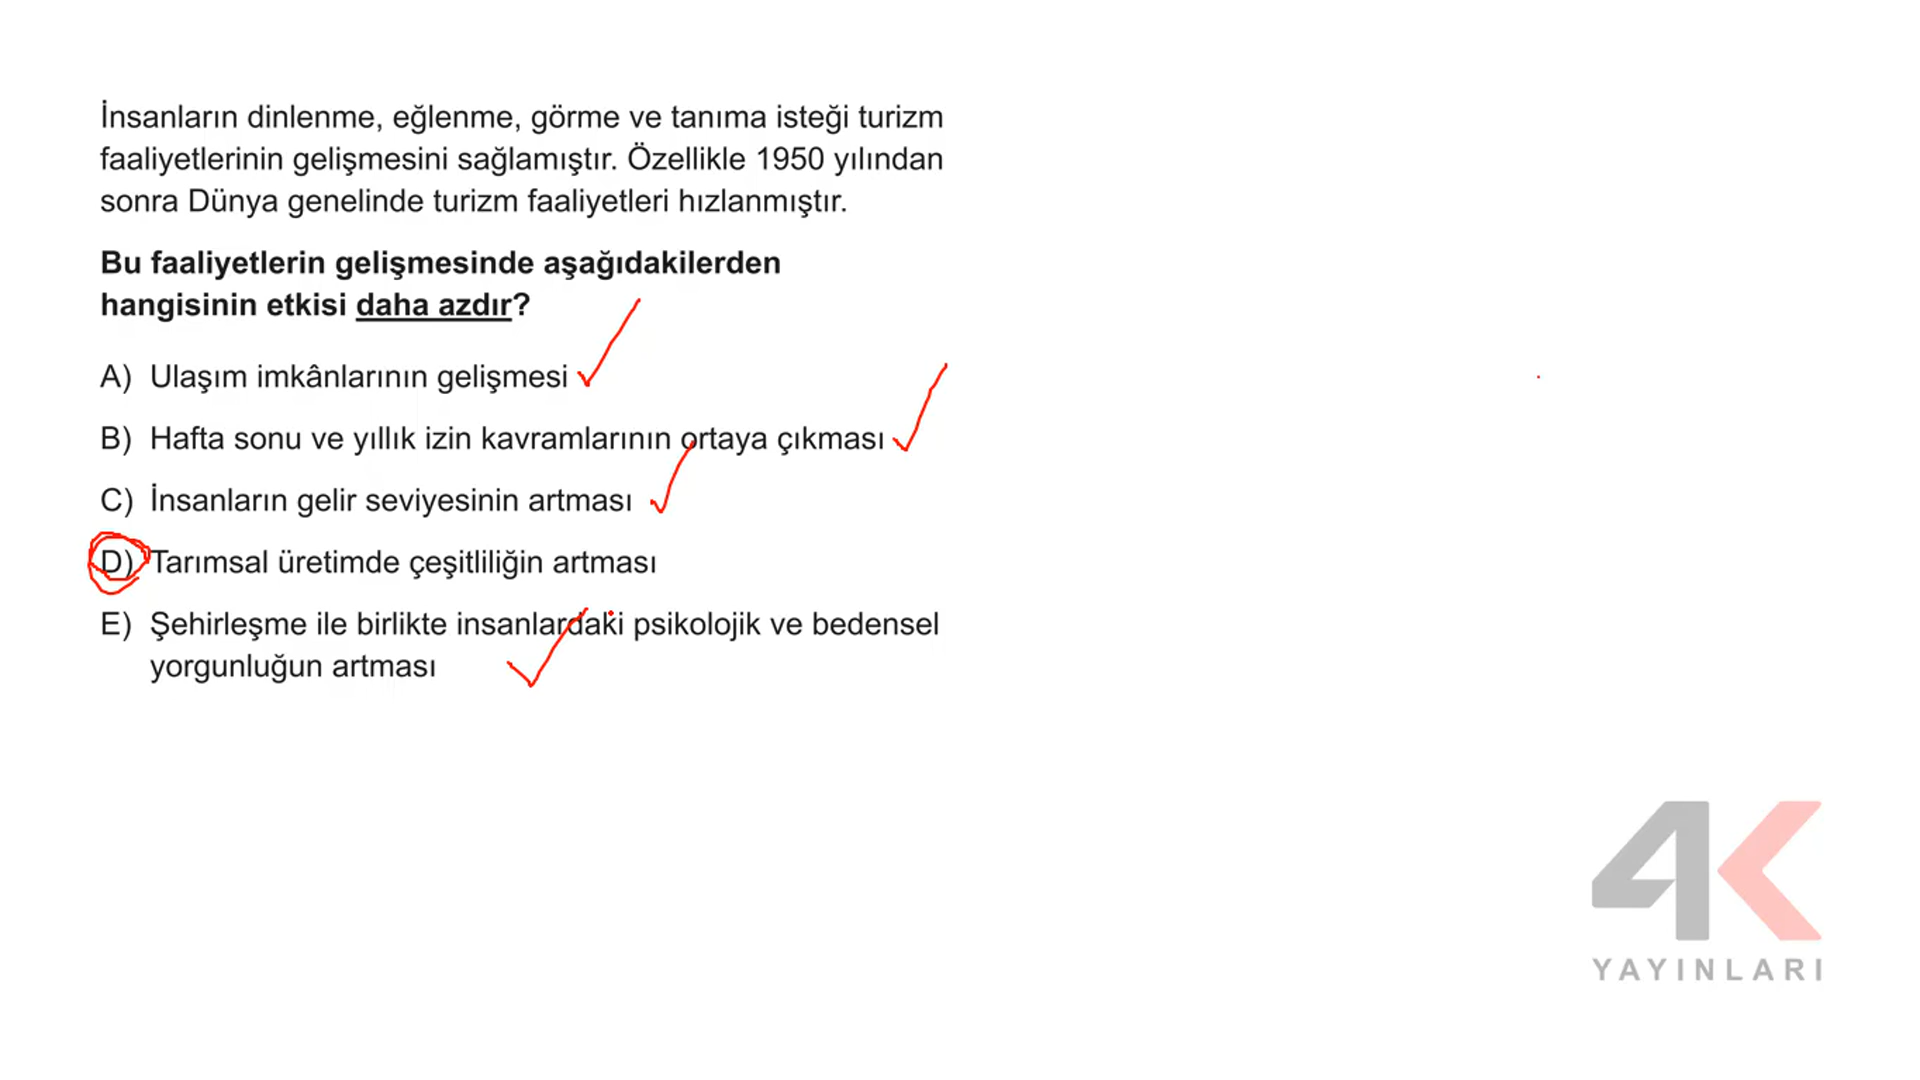 İnsanların dinlenme, eğlenme, görme ve tanıma isteği turizm
faaliyetlerinin gelişmesini sağlamıştır. Özellikle 1950 yılından
sonra Dünya genelinde turizm faaliyetleri hızlanmıştır.
Bu faaliyetlerin gelişmesinde aşağıdakilerden
hangisinin etkisi daha azdır?
A) Ulaşım imkânlarının gelişmesi
B) Hafta sonu ve yıllık izin kavramlarının ortaya çıkması
C) İnsanların gelir seviyesinin artması
D) Tarımsal üretimde çeşitliliğin artması
E) Şehirleşme ile birlikte insanlardaki psikolojik ve bedensel
yorgunluğun artması
4K
YAYINLARI